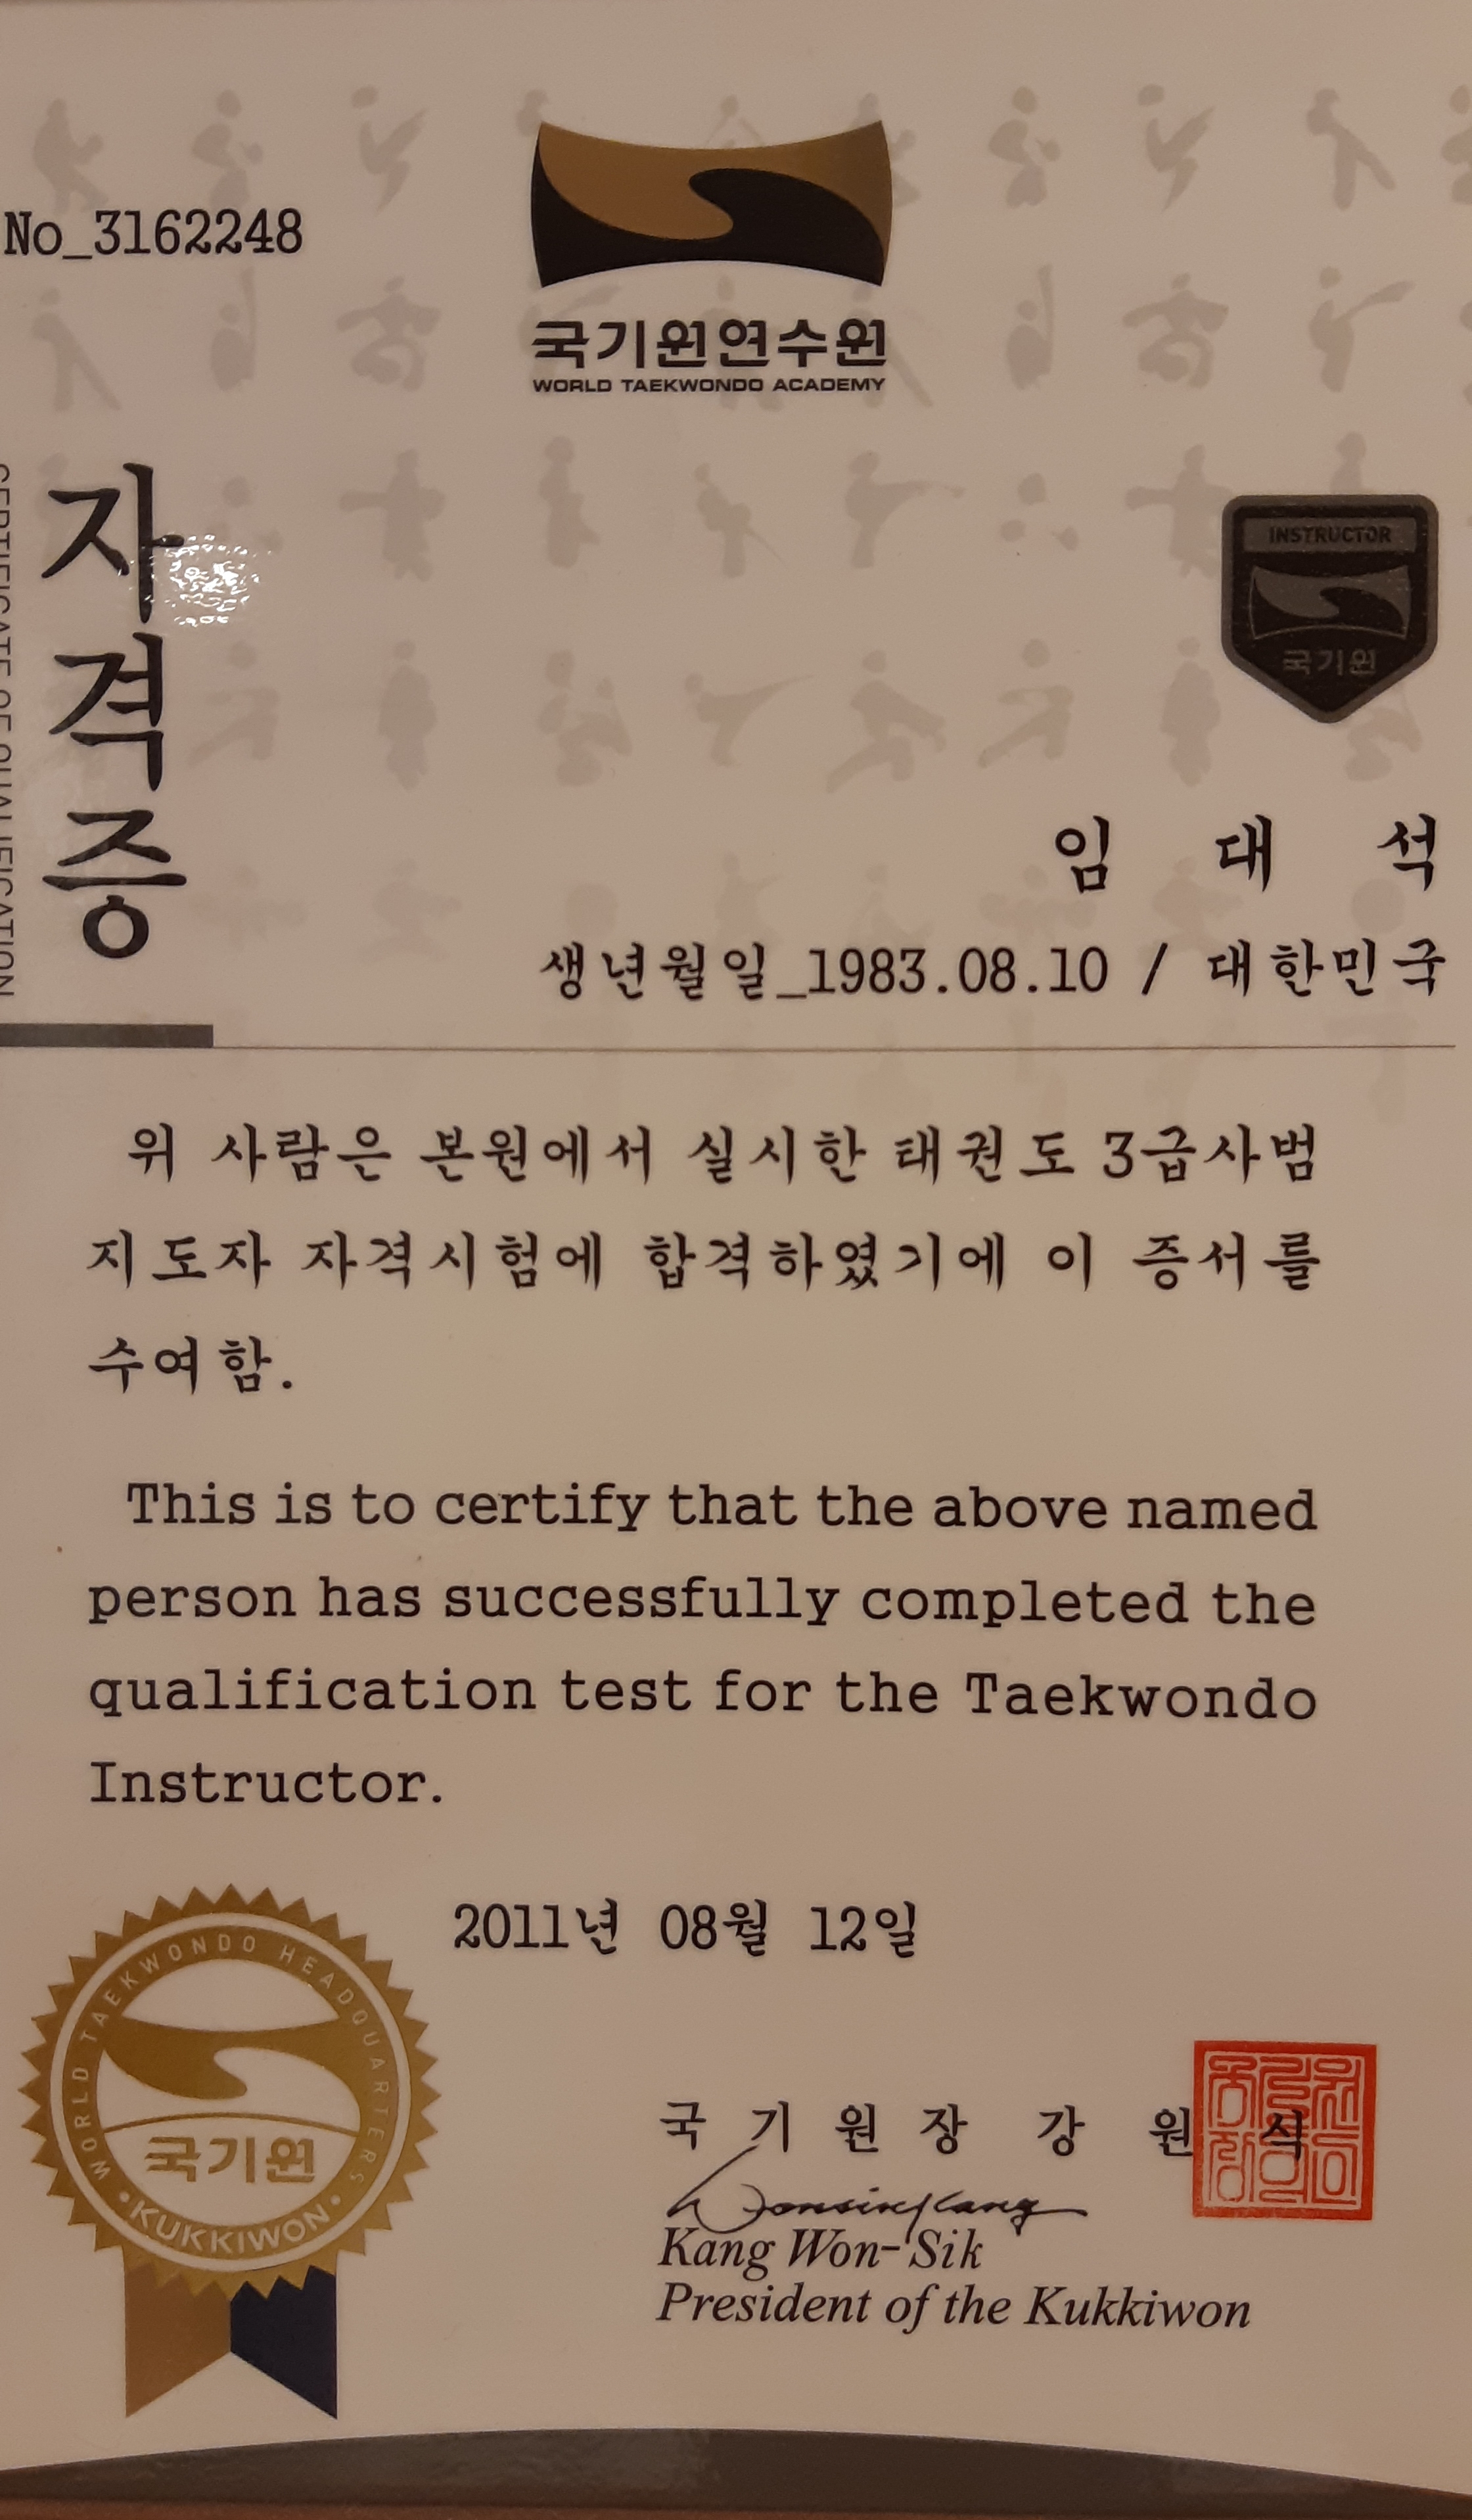 No_3162248
국기원연수원
WORLD TAEKWONDO ACADEMY
자격증
CERTIFICATE OF QUALIFICATION
INSTRUCTOR
국기원
임 대 석
생년월일_1983.08.10 / 대한민국
위 사람은 본원에서 실시한 태권도 3급사범
지도자 자격시험에 합격하였기에 이 증서를
수여함.
This is to certify that the above named
person has successfully completed the
qualification test for the Taekwondo
Instructor.
2011년 08월 12일
WORLD TAEKWONDO HEADQUARTERS
국기원
KUKKIWON
국 기 원 장 강 원 식
Kang Won-Sik
President of the Kukkiwon